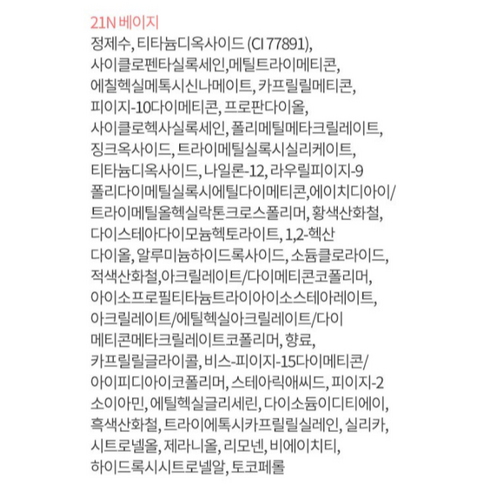 21N 베이지
정제수, 티타늄디옥사이드 (CI 77891),
사이클로펜타실록세인,메틸트라이메티콘,
에칠헥실메톡시신나메이트, 카프릴릴메티콘,
피이지-10다이메티콘, 프로판다이올,
사이클로헥사실록세인, 폴리메틸메타크릴레이트,
징크옥사이드, 트라이메틸실록시실리케이트,
티타늄디옥사이드, 나일론-12, 라우릴피이지-9
폴리다이메틸실록시에틸다이메티콘,에이치디아이/
트라이메틸올헥실락톤크로스폴리머, 황색산화철,
다이스테아다이모늄헥토라이트, 1,2-헥산
다이올, 알루미늄하이드록사이드, 소듐클로라이드,
적색산화철,아크릴레이트/다이메티콘코폴리머,
아이소프로필티타늄트라이아이소스테아레이트,
아크릴레이트/에틸헥실아크릴레이트/다이
메티콘메타크릴레이트코폴리머, 향료,
카프릴릴글라이콜, 비스-피이지-15다이메티콘/
아이피디아이코폴리머, 스테아릭애씨드, 피이지-2
소이아민, 에틸헥실글리세린, 다이소듐이디티에이,
흑색산화철, 트라이에톡시카프릴릴실레인, 실리카,
시트로넬올, 제라니올, 리모넨, 비에이치티,
하이드록시시트로넬알, 토코페롤